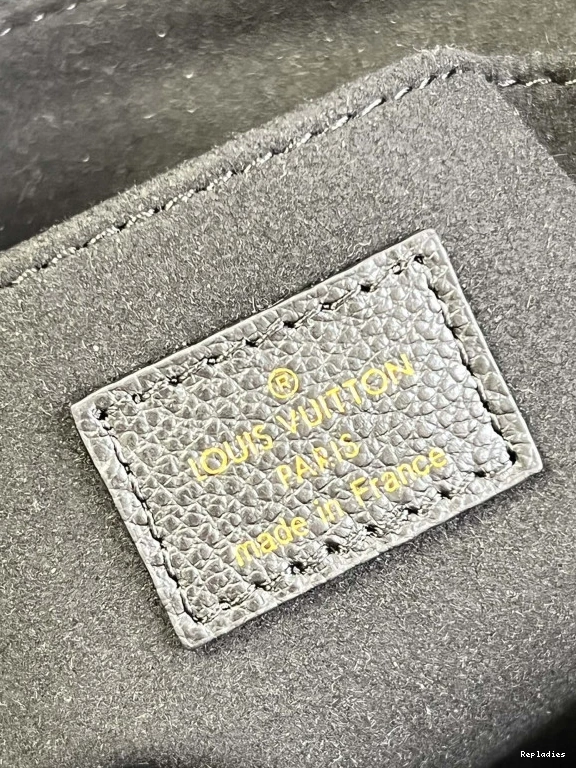 ®
LOUIS VUITTON
PARIS
made in France
Repladies